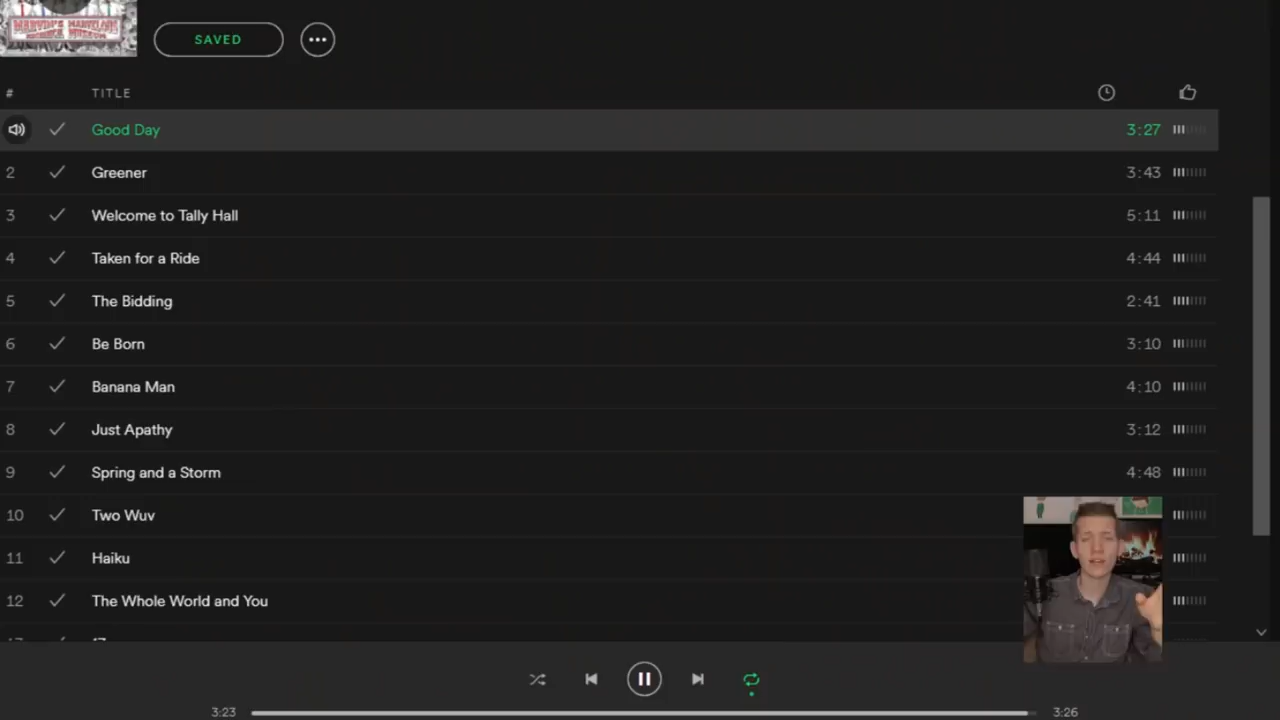 MARVIN'S MARVELOUS
MUSEUM
SAVED
# TITLE
Good Day 3:27
2 Greener 3:43
3 Welcome to Tally Hall 5:11
4 Taken for a Ride 4:44
5 The Bidding 2:41
6 Be Born 3:10
7 Banana Man 4:10
8 Just Apathy 3:12
9 Spring and a Storm 4:48
10 Two Wuv
11 Haiku
12 The Whole World and You
3:23 3:26